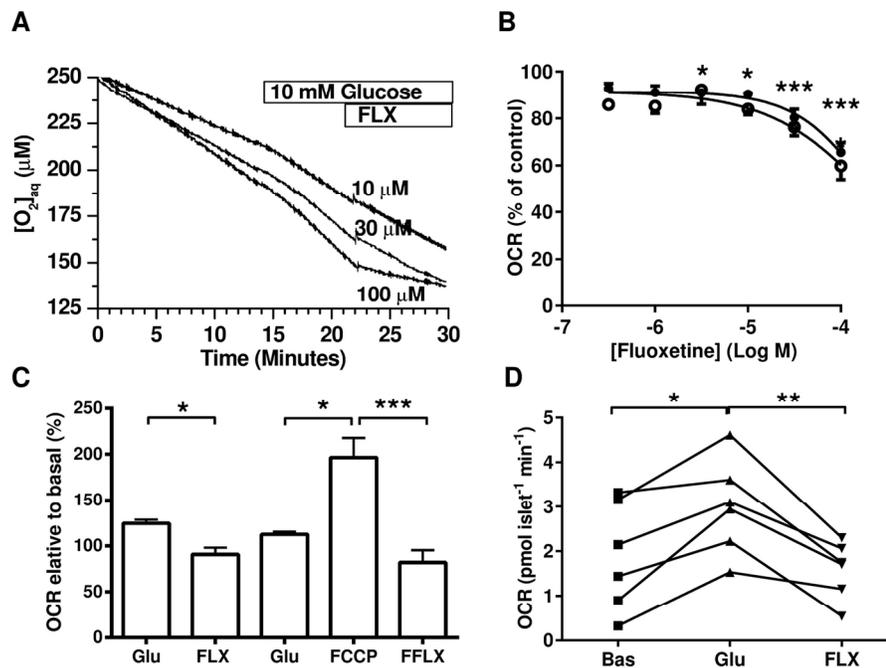 A
250
225
200
175
150
125
[O2]aq (μM)
10 mM Glucose
FLX
10 μM
30 μM
100 μM
0 5 10 15 20 25 30
Time (Minutes)
B
100
80
60
40
20
0
OCR (% of control)
* * *** ***
*
-7 -6 -5 -4
[Fluoxetine] (Log M)
C
250
200
150
100
50
0
OCR elative to basal (%)
* * ***
Glu FLX Glu FCCP FFLX
D
5
4
3
2
1
0
OCR (pmol islet-1 min-1)
* **
Bas Glu FLX